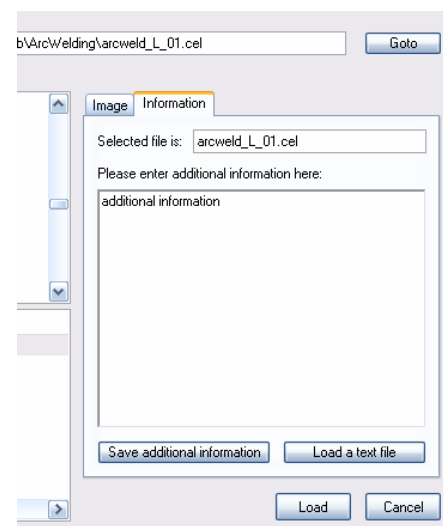 b\ArcWelding\arcweld_L_01.cel
Goto
Image Information
Selected file is: arcweld_L_01.cel
Please enter additional information here:
additional information
Save additional information Load a text file
Load Cancel